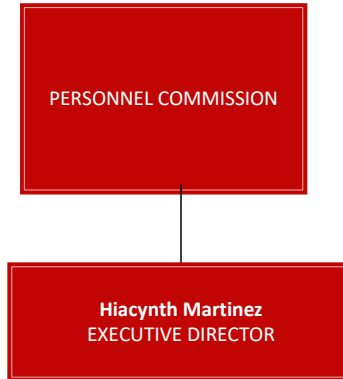 PERSONNEL COMMISSION
Hiacynth Martinez
EXECUTIVE DIRECTOR